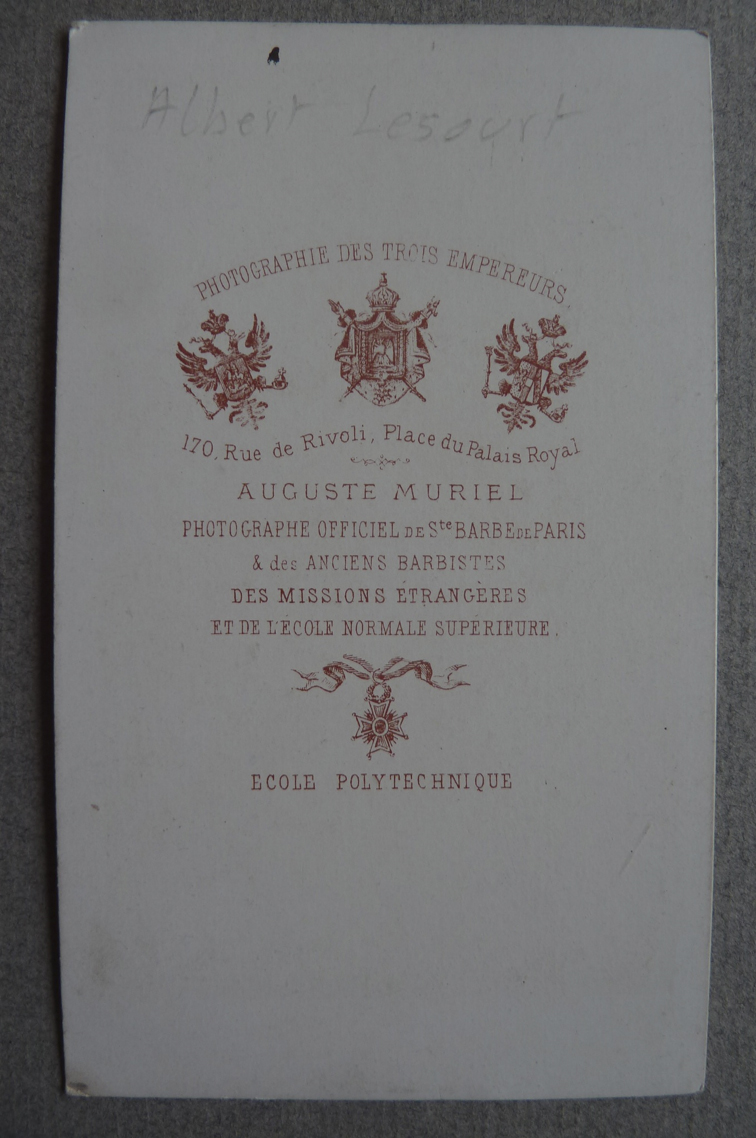 Albert Lesourt
PHOTOGRAPHIE DES TROIS EMPEREURS.
170, Rue de Rivoli, Place du Palais Royal
AUGUSTE MURIEL
PHOTOGRAPHE OFFICIEL DE Ste BARBE DE PARIS
& des ANCIENS BARBISTES
DES MISSIONS ÉTRANGÈRES
ET DE L'ÉCOLE NORMALE SUPÉRIEURE.
ECOLE POLYTECHNIQUE